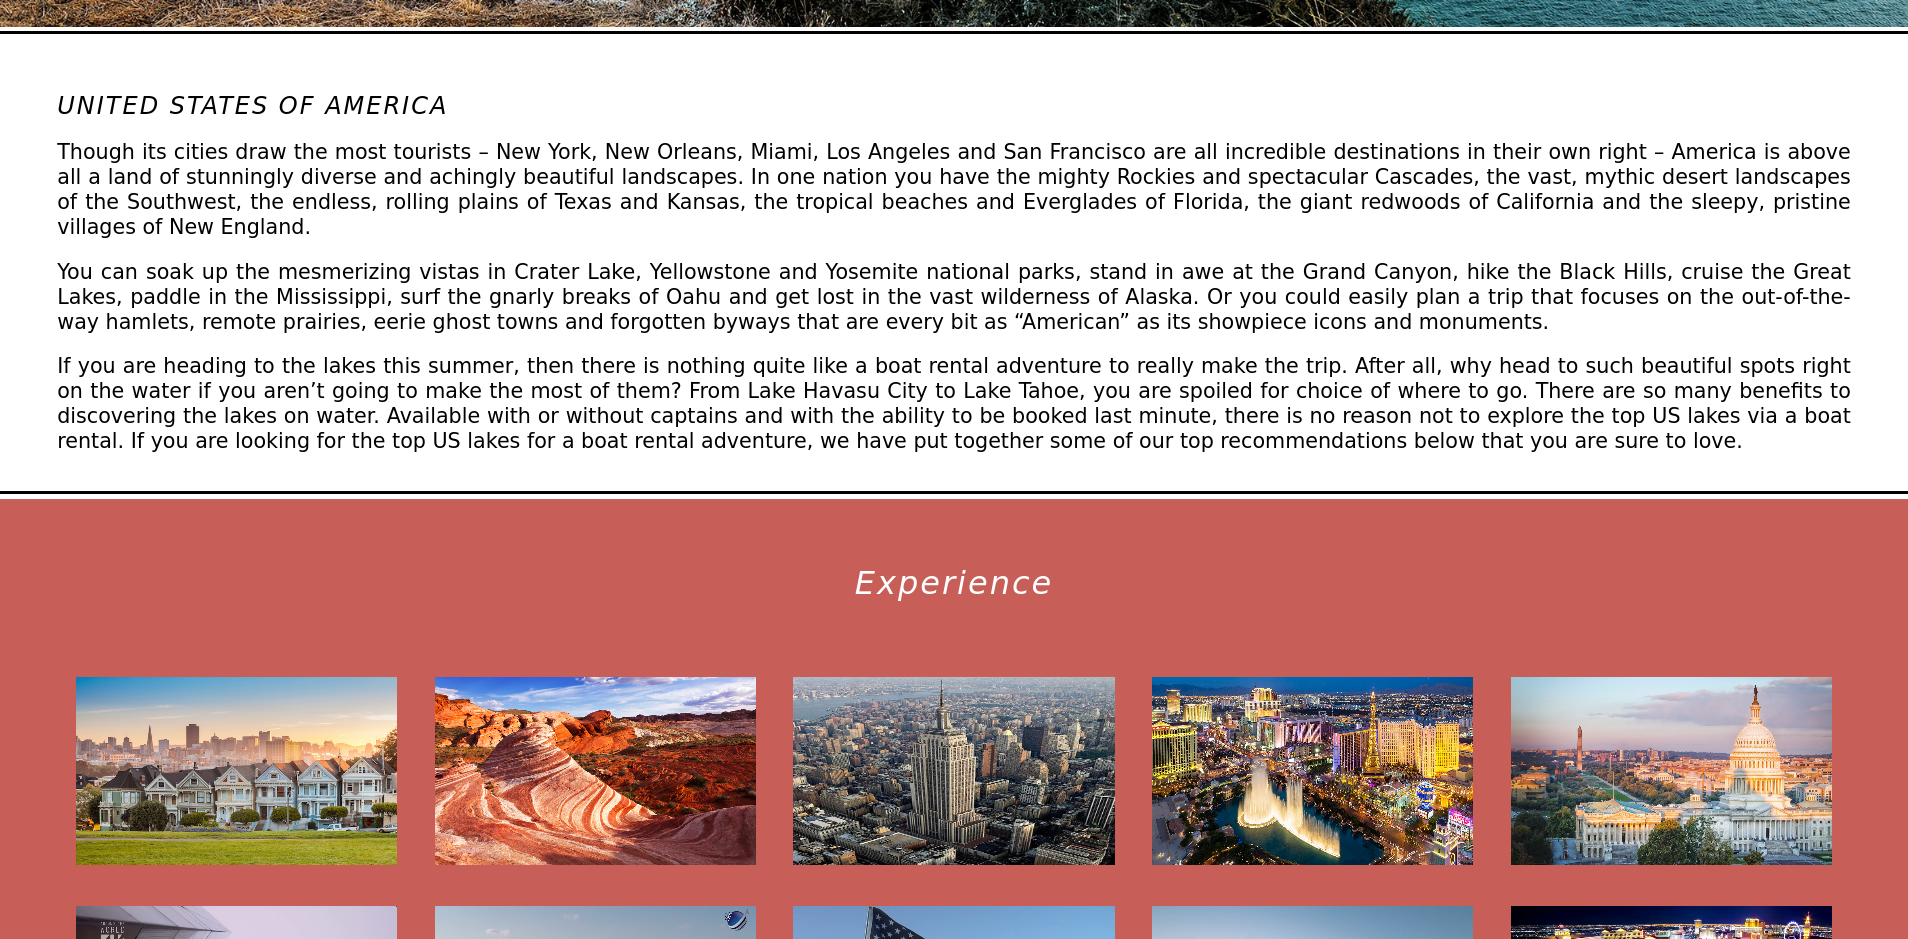 UNITED STATES OF AMERICA
Though its cities draw the most tourists – New York, New Orleans, Miami, Los Angeles and San Francisco are all incredible destinations in their own right – America is above
all a land of stunningly diverse and achingly beautiful landscapes. In one nation you have the mighty Rockies and spectacular Cascades, the vast, mythic desert landscapes
of the Southwest, the endless, rolling plains of Texas and Kansas, the tropical beaches and Everglades of Florida, the giant redwoods of California and the sleepy, pristine
villages of New England.
You can soak up the mesmerizing vistas in Crater Lake, Yellowstone and Yosemite national parks, stand in awe at the Grand Canyon, hike the Black Hills, cruise the Great
Lakes, paddle in the Mississippi, surf the gnarly breaks of Oahu and get lost in the vast wilderness of Alaska. Or you could easily plan a trip that focuses on the out-of-the-
way hamlets, remote prairies, eerie ghost towns and forgotten byways that are every bit as “American” as its showpiece icons and monuments.
If you are heading to the lakes this summer, then there is nothing quite like a boat rental adventure to really make the trip. After all, why head to such beautiful spots right
on the water if you aren’t going to make the most of them? From Lake Havasu City to Lake Tahoe, you are spoiled for choice of where to go. There are so many benefits to
discovering the lakes on water. Available with or without captains and with the ability to be booked last minute, there is no reason not to explore the top US lakes via a boat
rental. If you are looking for the top US lakes for a boat rental adventure, we have put together some of our top recommendations below that you are sure to love.
Experience
WORLD